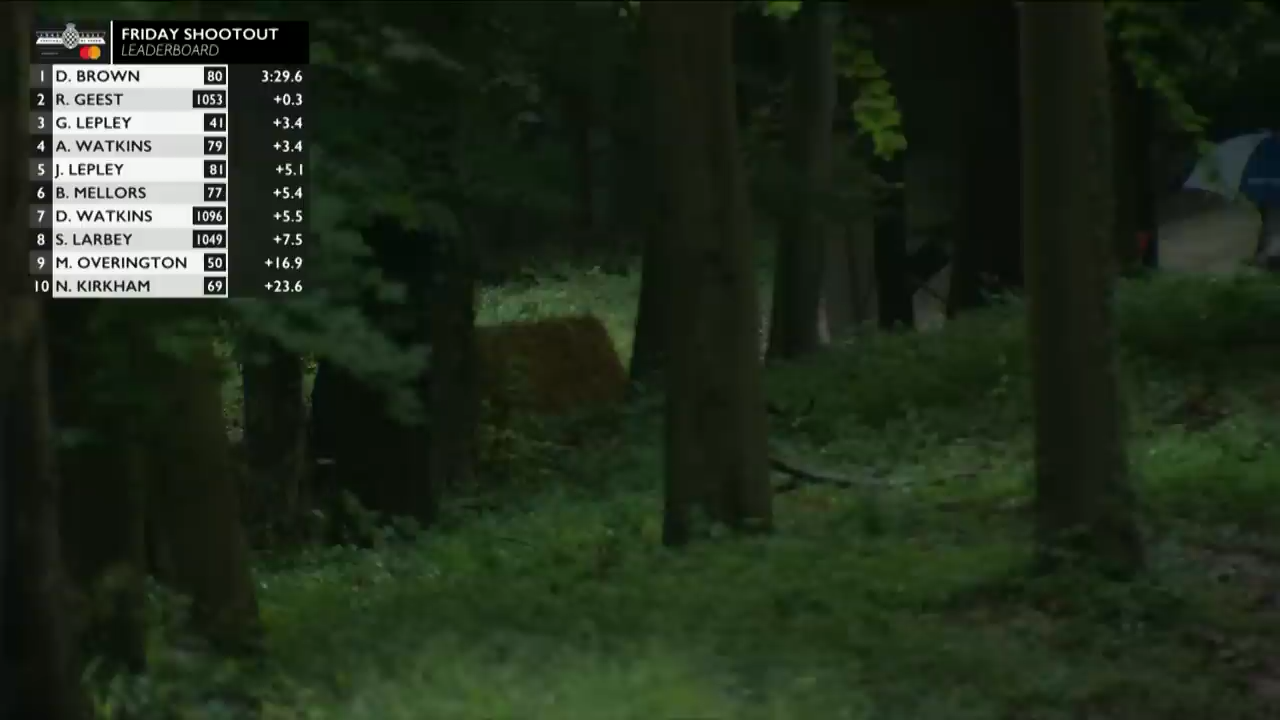 FRIDAY SHOOTOUT
LEADERBOARD
1 D. BROWN 80 3:29.6
2 R. GEEST 1053 +0.3
3 G. LEPLEY 41 +3.4
4 A. WATKINS 79 +3.4
5 J. LEPLEY 81 +5.1
6 B. MELLORS 77 +5.4
7 D. WATKINS 1096 +5.5
8 S. LARBEY 1049 +7.5
9 M. OVERINGTON 50 +16.9
10 N. KIRKHAM 69 +23.6